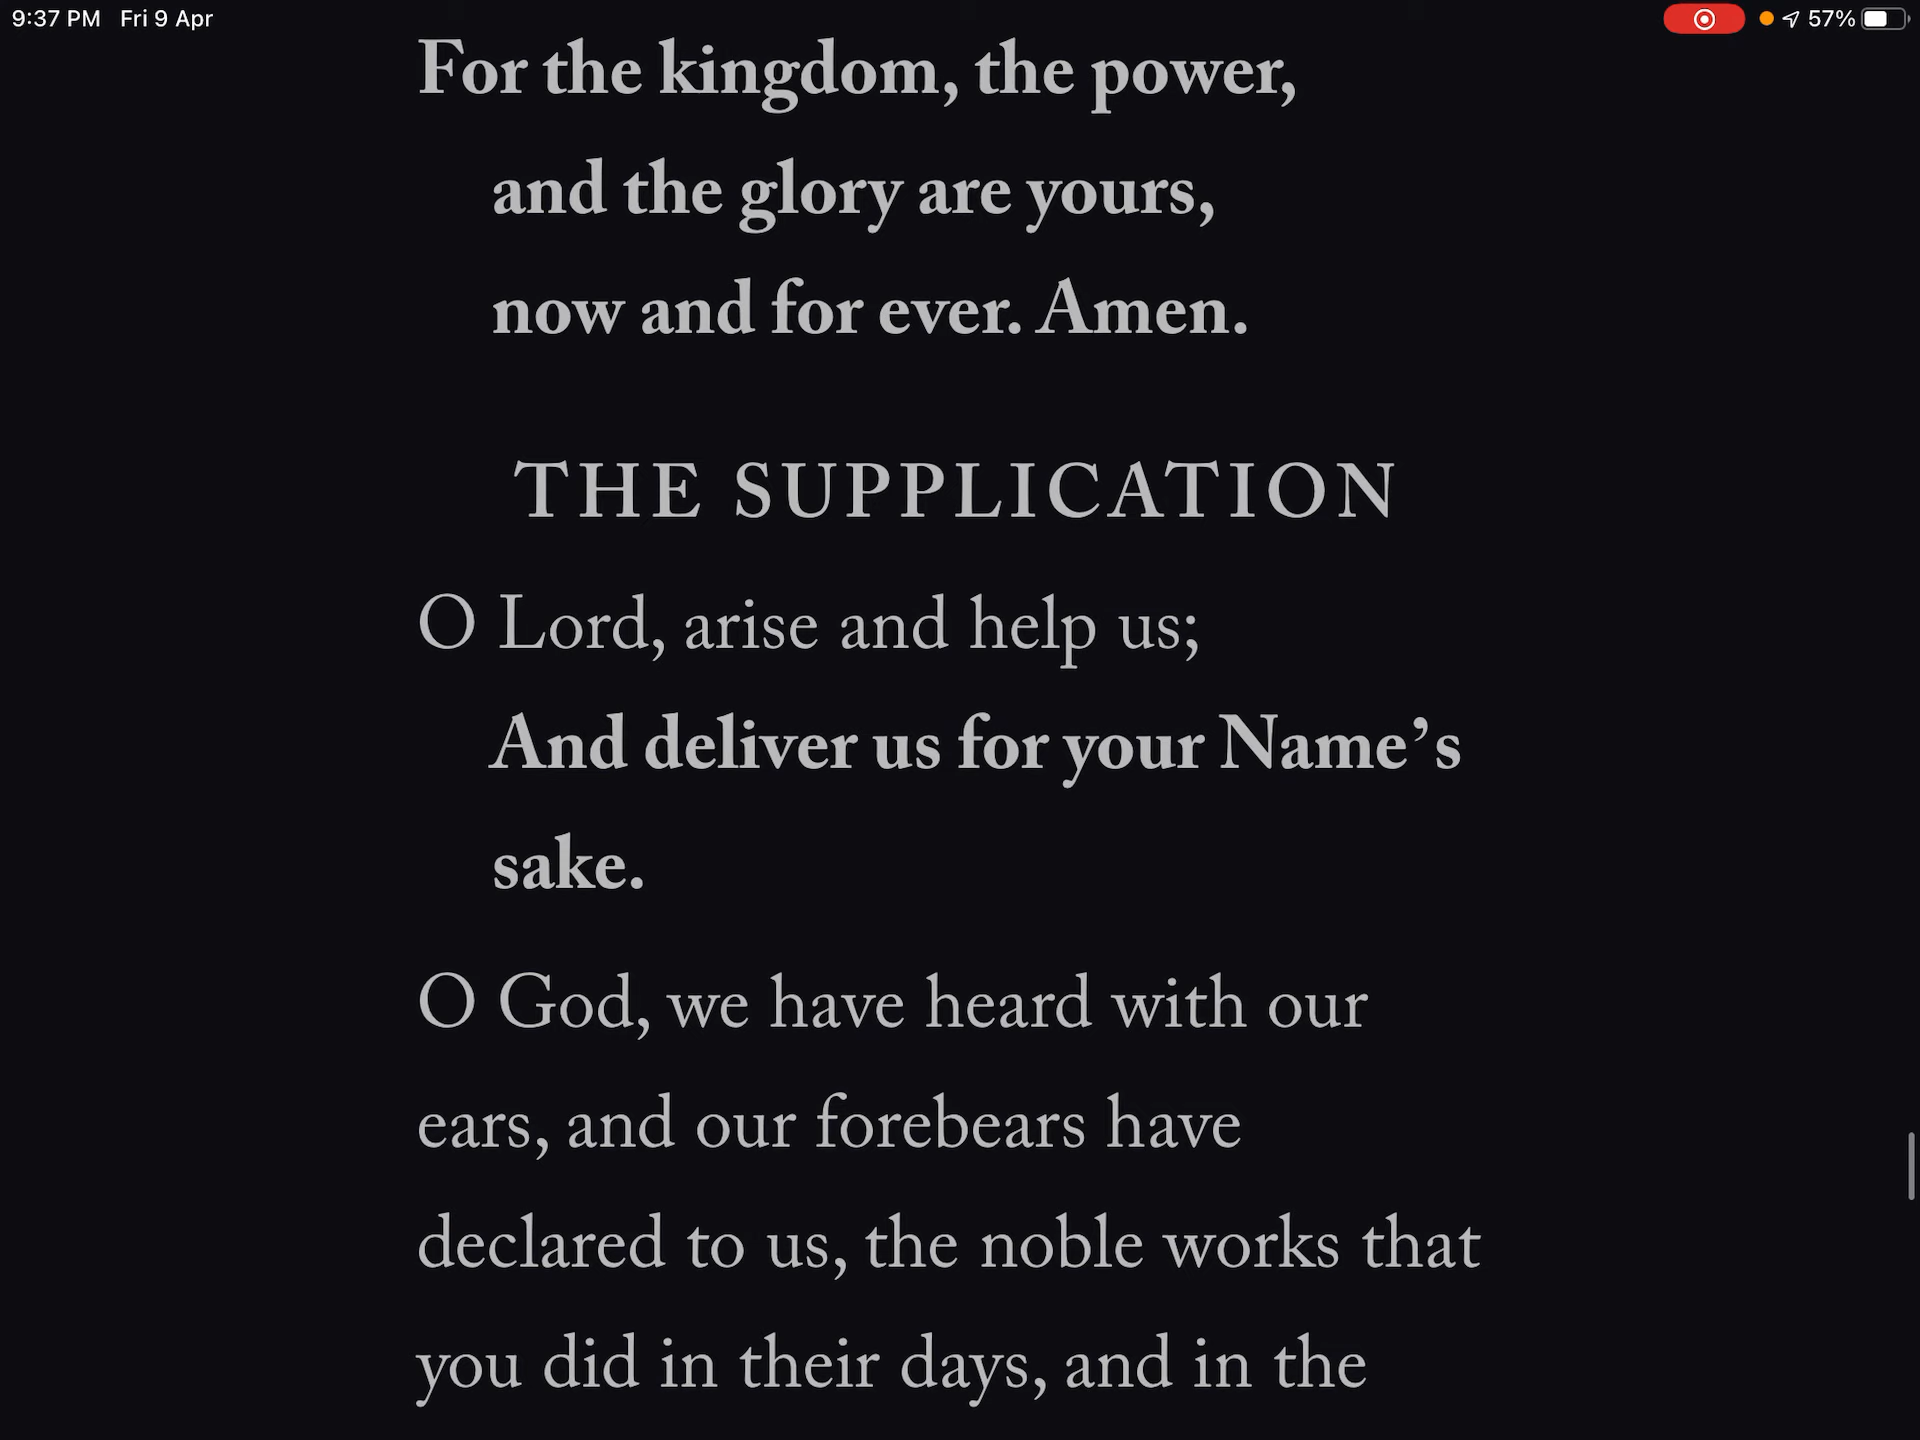 9:37 PM Fri 9 Apr 57%
For the kingdom, the power,
and the glory are yours,
now and for ever. Amen.
THE SUPPLICATION
O Lord, arise and help us;
And deliver us for your Name’s
sake.
O God, we have heard with our
ears, and our forebears have
declared to us, the noble works that
you did in their days, and in the